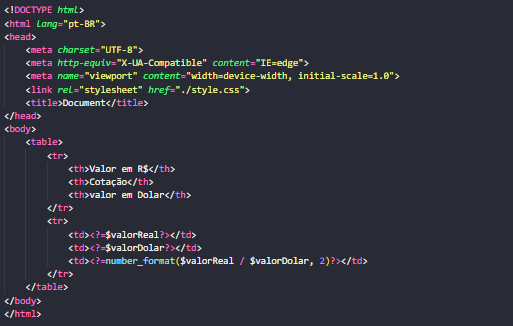 <!DOCTYPE html>
<html lang="pt-BR">
<head>
    <meta charset="UTF-8">
    <meta http-equiv="X-UA-Compatible" content="IE=edge">
    <meta name="viewport" content="width=device-width, initial-scale=1.0">
    <link rel="stylesheet" href="./style.css">
    <title>Document</title>
</head>
<body>
    <table>
        <tr>
            <th>Valor em R$</th>
            <th>Cotação</th>
            <th>valor em Dolar</th>
        </tr>
        <tr>
            <td><?=$valorReal?></td>
            <td><?=$valorDolar?></td>
            <td><?=number_format($valorReal / $valorDolar, 2)?></td>
        </tr>
    </table>
</body>
</html>